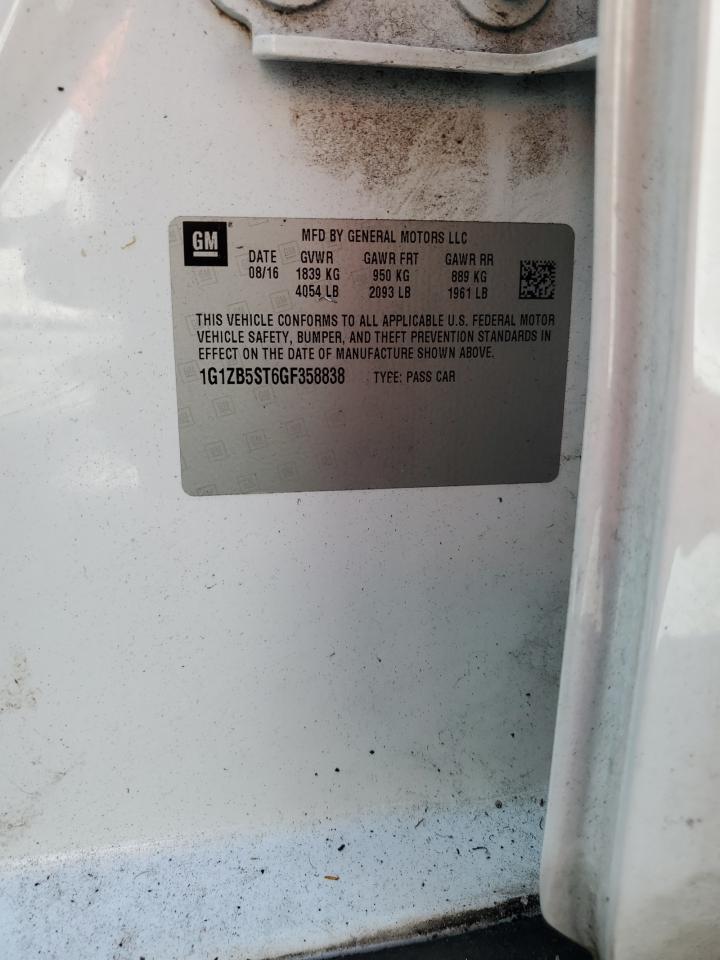 GM ®
MFD BY GENERAL MOTORS LLC
DATE GVWR GAWR FRT GAWR RR
08/16 1839 KG 950 KG 889 KG
4054 LB 2093 LB 1961 LB
THIS VEHICLE CONFORMS TO ALL APPLICABLE U.S. FEDERAL MOTOR
VEHICLE SAFETY, BUMPER, AND THEFT PREVENTION STANDARDS IN
EFFECT ON THE DATE OF MANUFACTURE SHOWN ABOVE.
1G1ZB5ST6GF358838 TYPE: PASS CAR